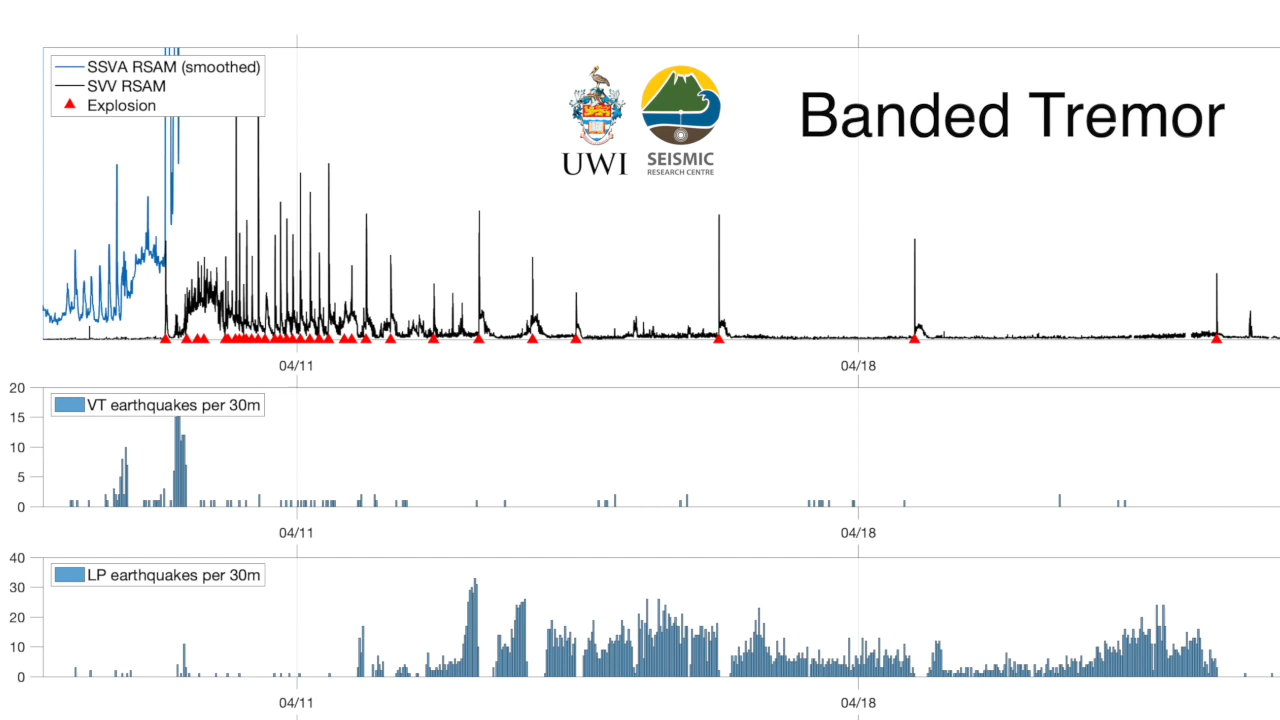 SSVA RSAM (smoothed)
SVV RSAM
Explosion
UWI
SEISMIC
RESEARCH CENTRE
Banded Tremor
04/11
04/18
20
15
10
5
0
VT earthquakes per 30m
04/11
04/18
40
30
20
10
0
LP earthquakes per 30m
04/11
04/18